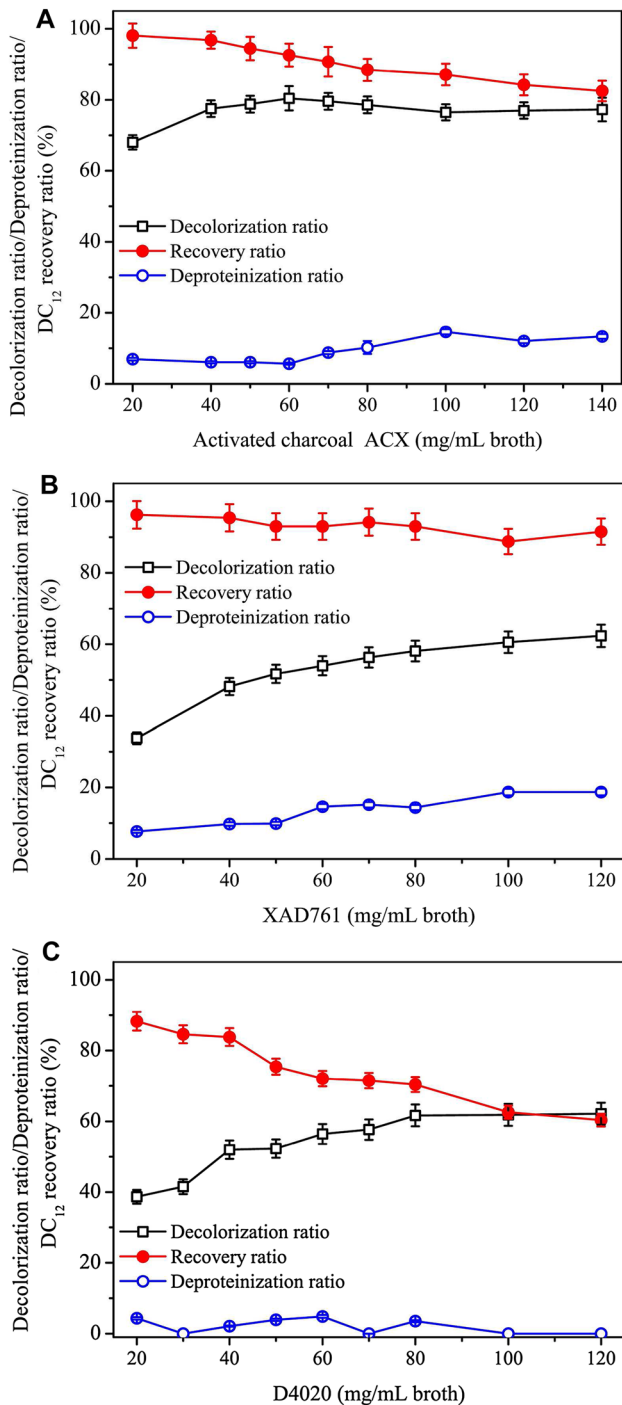 A
Decolorization ratio/Deproteinization ratio/
DC12 recovery ratio (%)
100
80
60
40
20
0
Decolorization ratio
Recovery ratio
Deproteinization ratio
20 40 60 80 100 120 140
Activated charcoal ACX (mg/mL broth)
B
Decolorization ratio/Deproteinization ratio/
DC12 recovery ratio (%)
100
80
60
40
20
0
Decolorization ratio
Recovery ratio
Deproteinization ratio
20 40 60 80 100 120
XAD761 (mg/mL broth)
C
Decolorization ratio/Deproteinization ratio/
DC12 recovery ratio (%)
100
80
60
40
20
0
Decolorization ratio
Recovery ratio
Deproteinization ratio
20 40 60 80 100 120
D4020 (mg/mL broth)